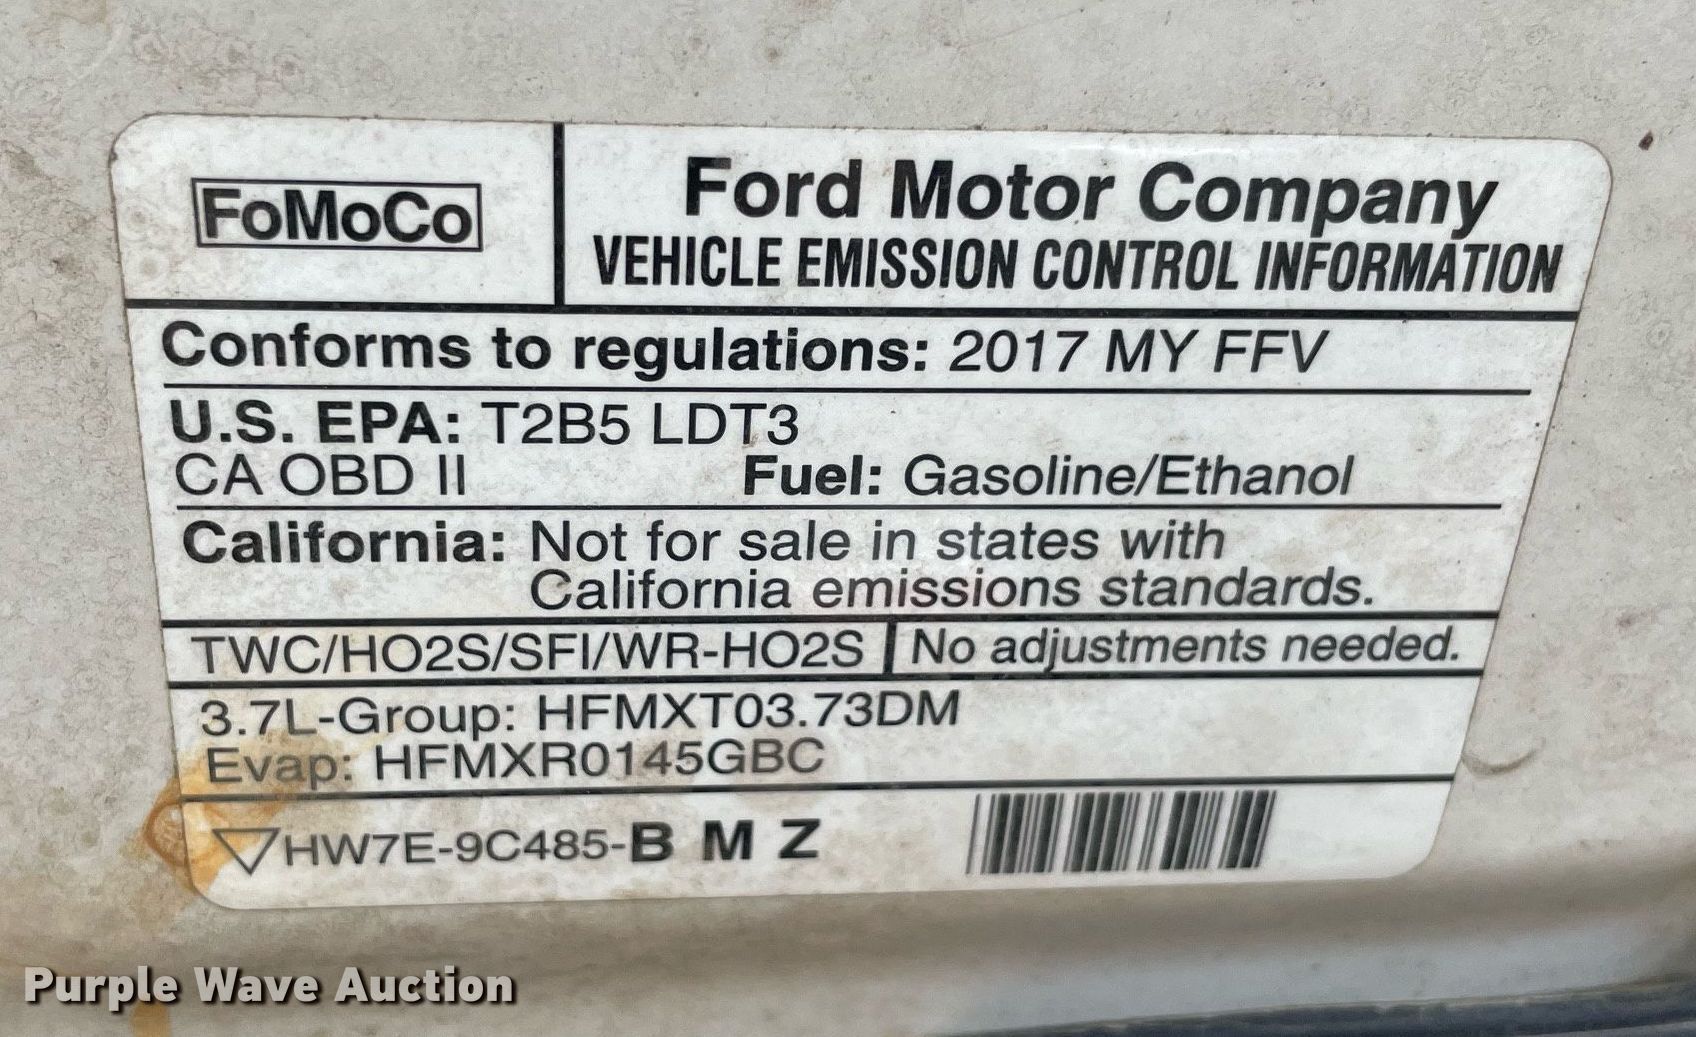 FoMoCo
Ford Motor Company
VEHICLE EMISSION CONTROL INFORMATION
Conforms to regulations: 2017 MY FFV
U.S. EPA: T2B5 LDT3
CA OBD II Fuel: Gasoline/Ethanol
California: Not for sale in states with
California emissions standards.
TWC/HO2S/SFI/WR-HO2S No adjustments needed.
3.7L-Group: HFMXT03.73DM
Evap: HFMXR0145GBC
HW7E-9C485-B M Z
Purple Wave Auction